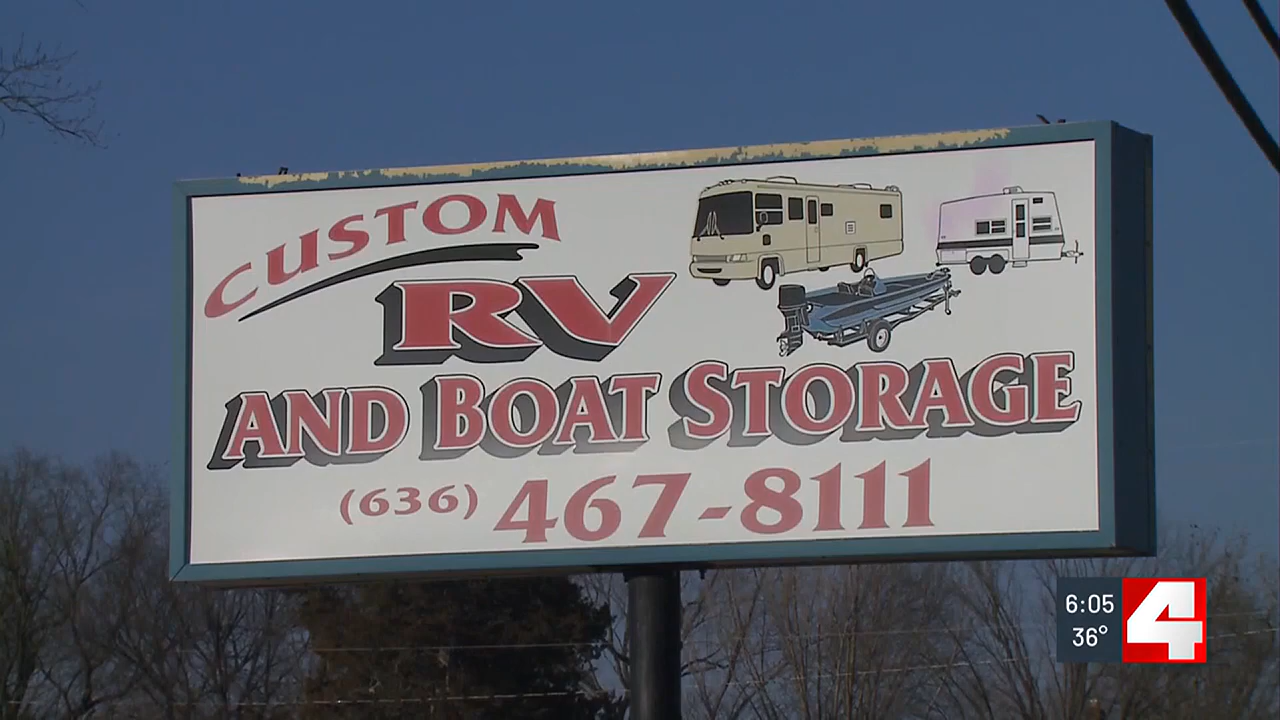 CUSTOM
RV
AND BOAT STORAGE
(636) 467-8111
6:05
36°
4